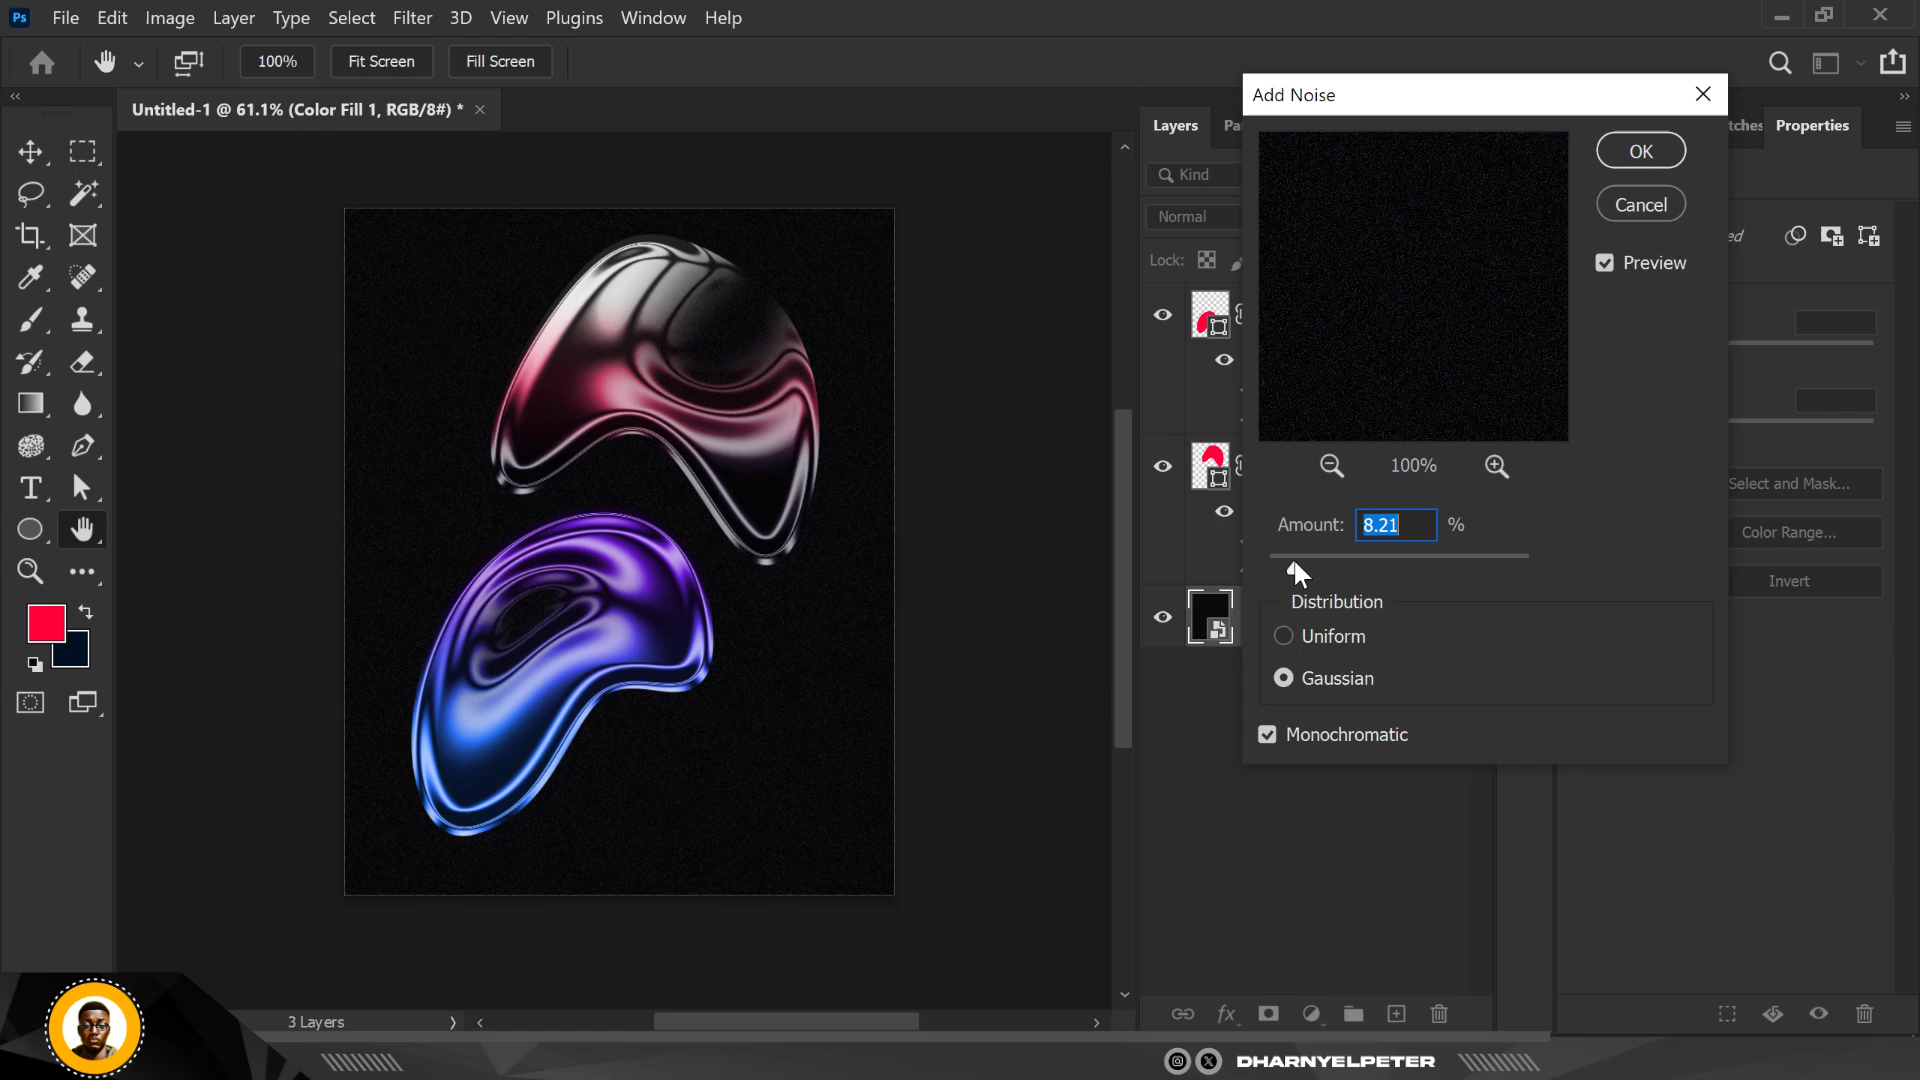 Ps File Edit Image Layer Type Select Filter 3D View Plugins Window Help
100% Fit Screen Fill Screen
Untitled-1 @ 61.1% (Color Fill 1, RGB/8#) *
Add Noise
Layers Pa
tches Properties
Kind
Normal
Lock:
OK
Cancel
Preview
ed
100%
Amount: 8.21 %
Distribution
Uniform
Gaussian
Monochromatic
Select and Mask...
Color Range...
Invert
3 Layers
fx
DHARNYELPETER